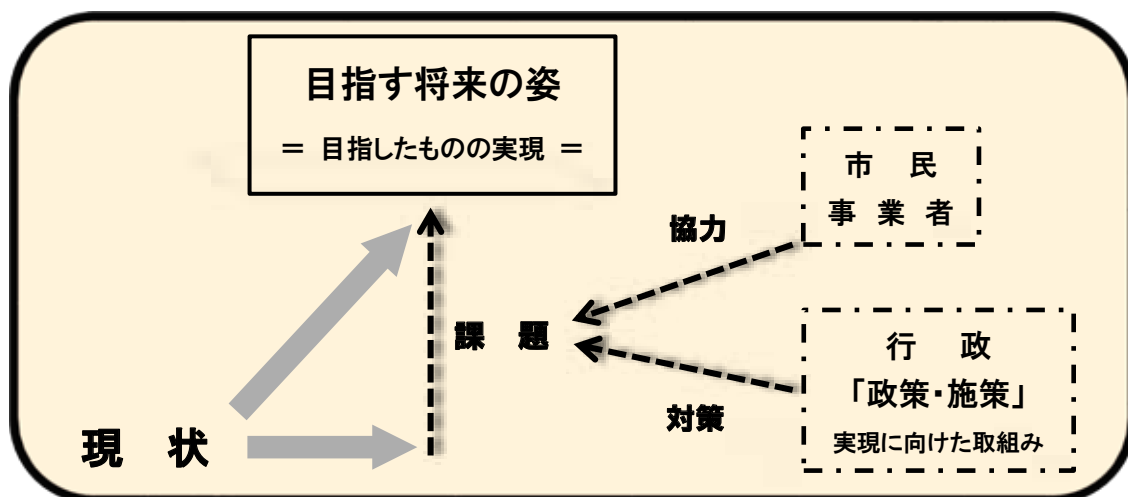 目指す将来の姿
= 目指したものの実現 =
市 民
事 業 者
協力
課 題
行 政
「政策・施策」
実現に向けた取組み
対策
現 状